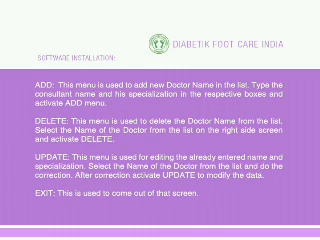 DIABETIK FOOT CARE INDIA
SOFTWARE INSTALLATION:
ADD: This menu is used to add new Doctor Name in the list. Type the
consultant name and his specialization in the respective boxes and
activate ADD menu.
DELETE: This menu is used to delete the Doctor Name from the list.
Select the Name of the Doctor from the list on the right side screen
and activate DELETE.
UPDATE: This menu is used for editing the already entered name and
specialization. Select the Name of the Doctor from the list and do the
correction. After correction activate UPDATE to modify the data.
EXIT: This is used to come out of that screen.